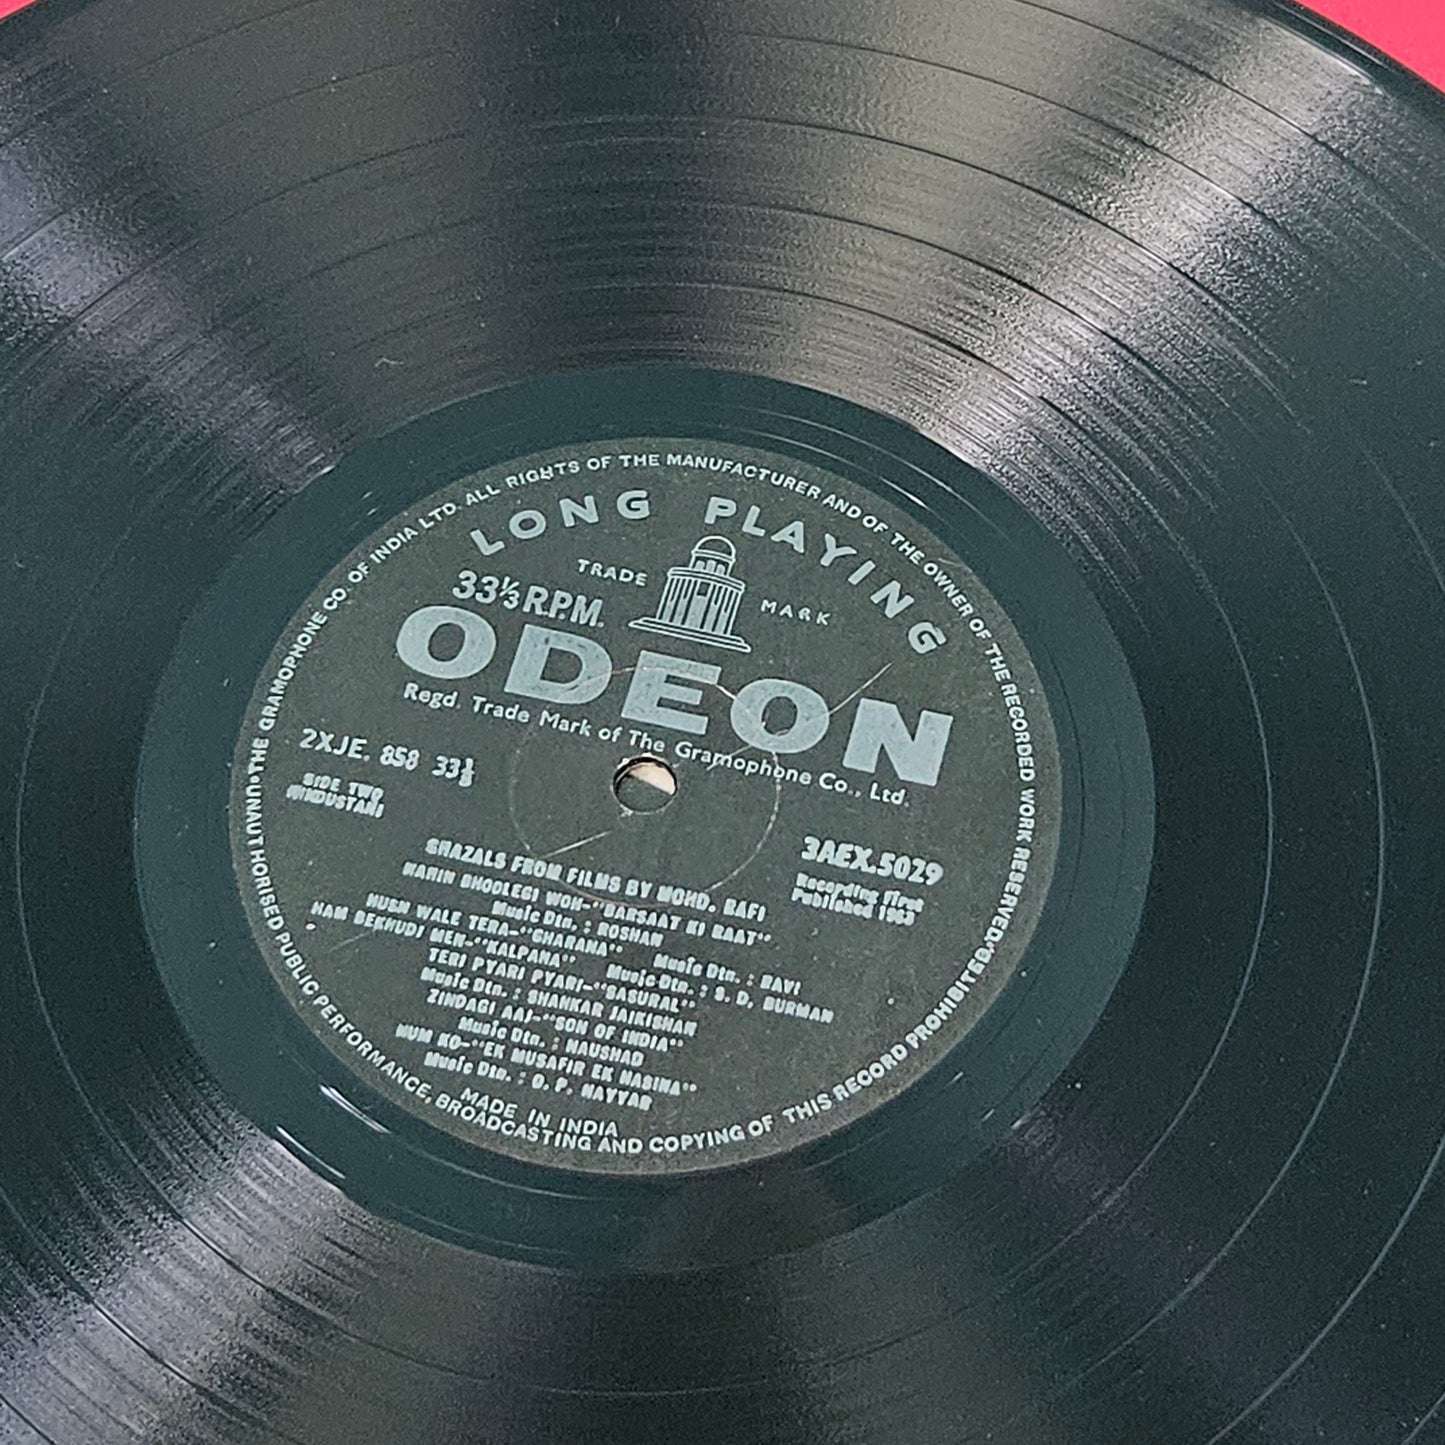 THE GRAMOPHONE CO. OF INDIA LTD. ALL RIGHTS OF THE MANUFACTURER AND OF THE OWNER OF THE RECORDED WORK RESERVED.
UNAUTHORISED PUBLIC PERFORMANCE, BROADCASTING AND COPYING OF THIS RECORD PROHIBITED.
LONG PLAYING
TRADE MARK
33⅓ R.P.M.
ODEON
Regd. Trade Mark of The Gramophone Co., Ltd.
2XJE. 858 33⅓
SIDE TWO
HINDUSTANI
3AEX.5029
Recording First
Published 1963
GHAZALS FROM FILMS BY MOHD. RAFI
MAHIN BHOOLEGI WOH-"BARSAAT KI RAAT"
Music Dtn. : ROSHAN
HUSN WALE TERA-"GHARANA" Music Dtn. : RAVI
HAM BEKHUDI MEN-"KALPANA" Music Dtn. : S. D. BURMAN
TERI PYARI PYARI-"SASURAL"
Music Dtn. : SHANKAR JAIKISHAN
ZINDAGI AAJ-"SON OF INDIA"
Music Dtn. : NAUSHAD
HUM KO-"EK MUSAFIR EK HASINA"
Music Dtn. : O. P. NAYYAR
MADE IN INDIA